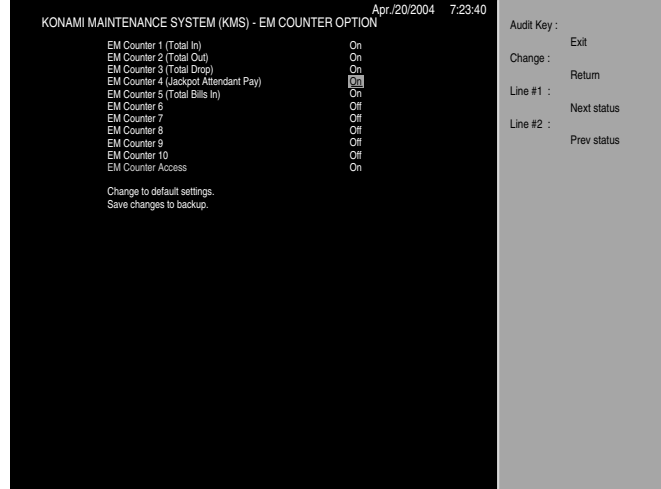 Apr./20/2004 7:23:40
KONAMI MAINTENANCE SYSTEM (KMS) - EM COUNTER OPTION
EM Counter 1 (Total In) On
EM Counter 2 (Total Out) On
EM Counter 3 (Total Drop) On
EM Counter 4 (Jackpot Attendant Pay) On
EM Counter 5 (Total Bills In) On
EM Counter 6 Off
EM Counter 7 Off
EM Counter 8 Off
EM Counter 9 Off
EM Counter 10 Off
EM Counter Access On
Change to default settings.
Save changes to backup.
Audit Key :
Exit
Change :
Return
Line #1 :
Next status
Line #2 :
Prev status